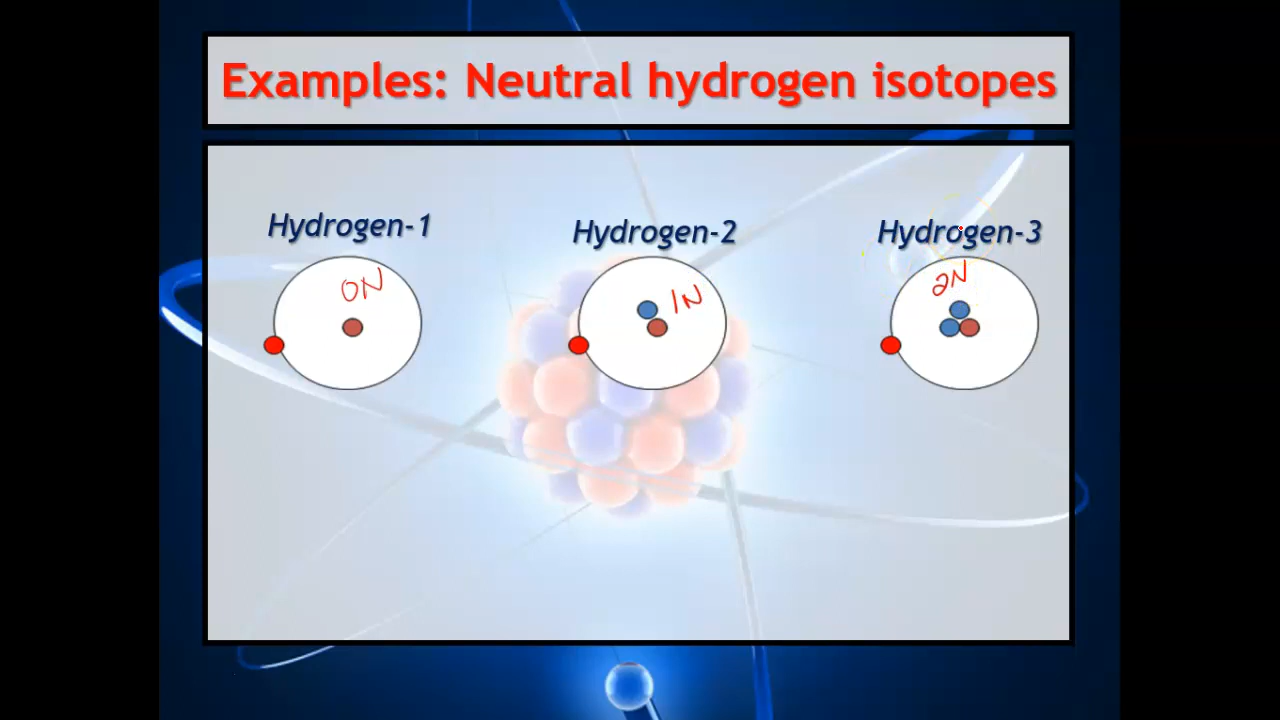 Examples: Neutral hydrogen isotopes
Hydrogen-1
Hydrogen-2
Hydrogen-3
0N
1N
2N